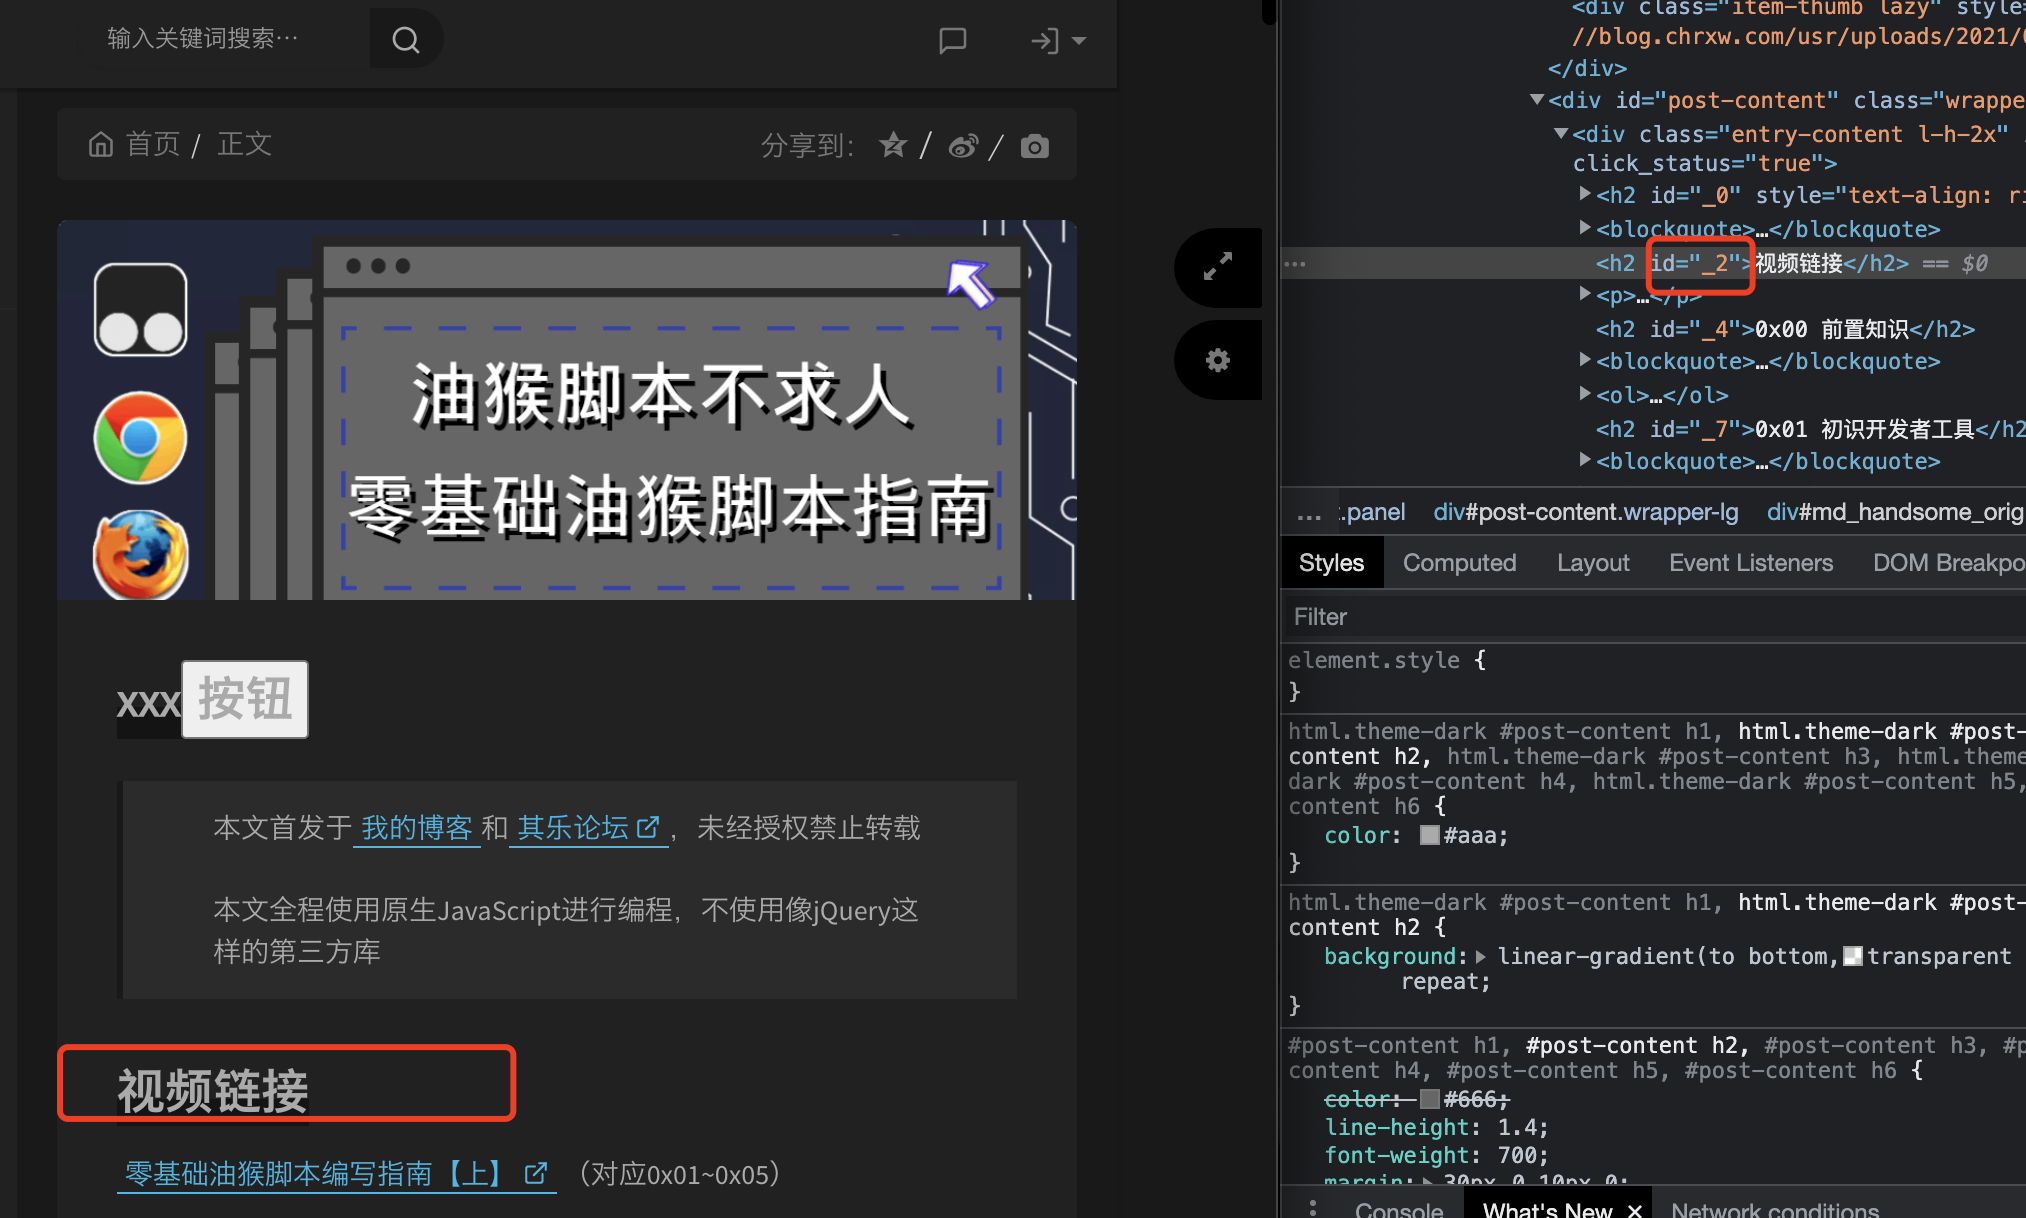 输入关键词搜索…
首页 / 正文
分享到： / /
油猴脚本不求人
零基础油猴脚本指南
xxx按钮
本文首发于 我的博客 和 其乐论坛 ，未经授权禁止转载
本文全程使用原生JavaScript进行编程，不使用像jQuery这
样的第三方库
视频链接
零基础油猴脚本编写指南【上】 （对应0x01~0x05）
<div class="item-thumb lazy" style=
//blog.chrxw.com/usr/uploads/2021/
</div>
<div id="post-content" class="wrappe
<div class="entry-content l-h-2x"
click_status="true">
<h2 id="_0" style="text-align: ri
<blockquote>…</blockquote>
<h2 id="_2">视频链接</h2> == $0
<p>…</p>
<h2 id="_4">0x00 前置知识</h2>
<blockquote>…</blockquote>
<ol>…</ol>
<h2 id="_7">0x01 初识开发者工具</h2
<blockquote>…</blockquote>
... .panel div#post-content.wrapper-lg div#md_handsome_orig
Styles Computed Layout Event Listeners DOM Breakpo
Filter
element.style {
}
html.theme-dark #post-content h1, html.theme-dark #post-
content h2, html.theme-dark #post-content h3, html.theme
dark #post-content h4, html.theme-dark #post-content h5,
content h6 {
color: #aaa;
}
html.theme-dark #post-content h1, html.theme-dark #post-
content h2 {
background: linear-gradient(to bottom, transparent
repeat;
}
#post-content h1, #post-content h2, #post-content h3, #p
content h4, #post-content h5, #post-content h6 {
color: #666;
line-height: 1.4;
font-weight: 700;
margin: 30px 0 10px 0;
Console What's New × Network conditions